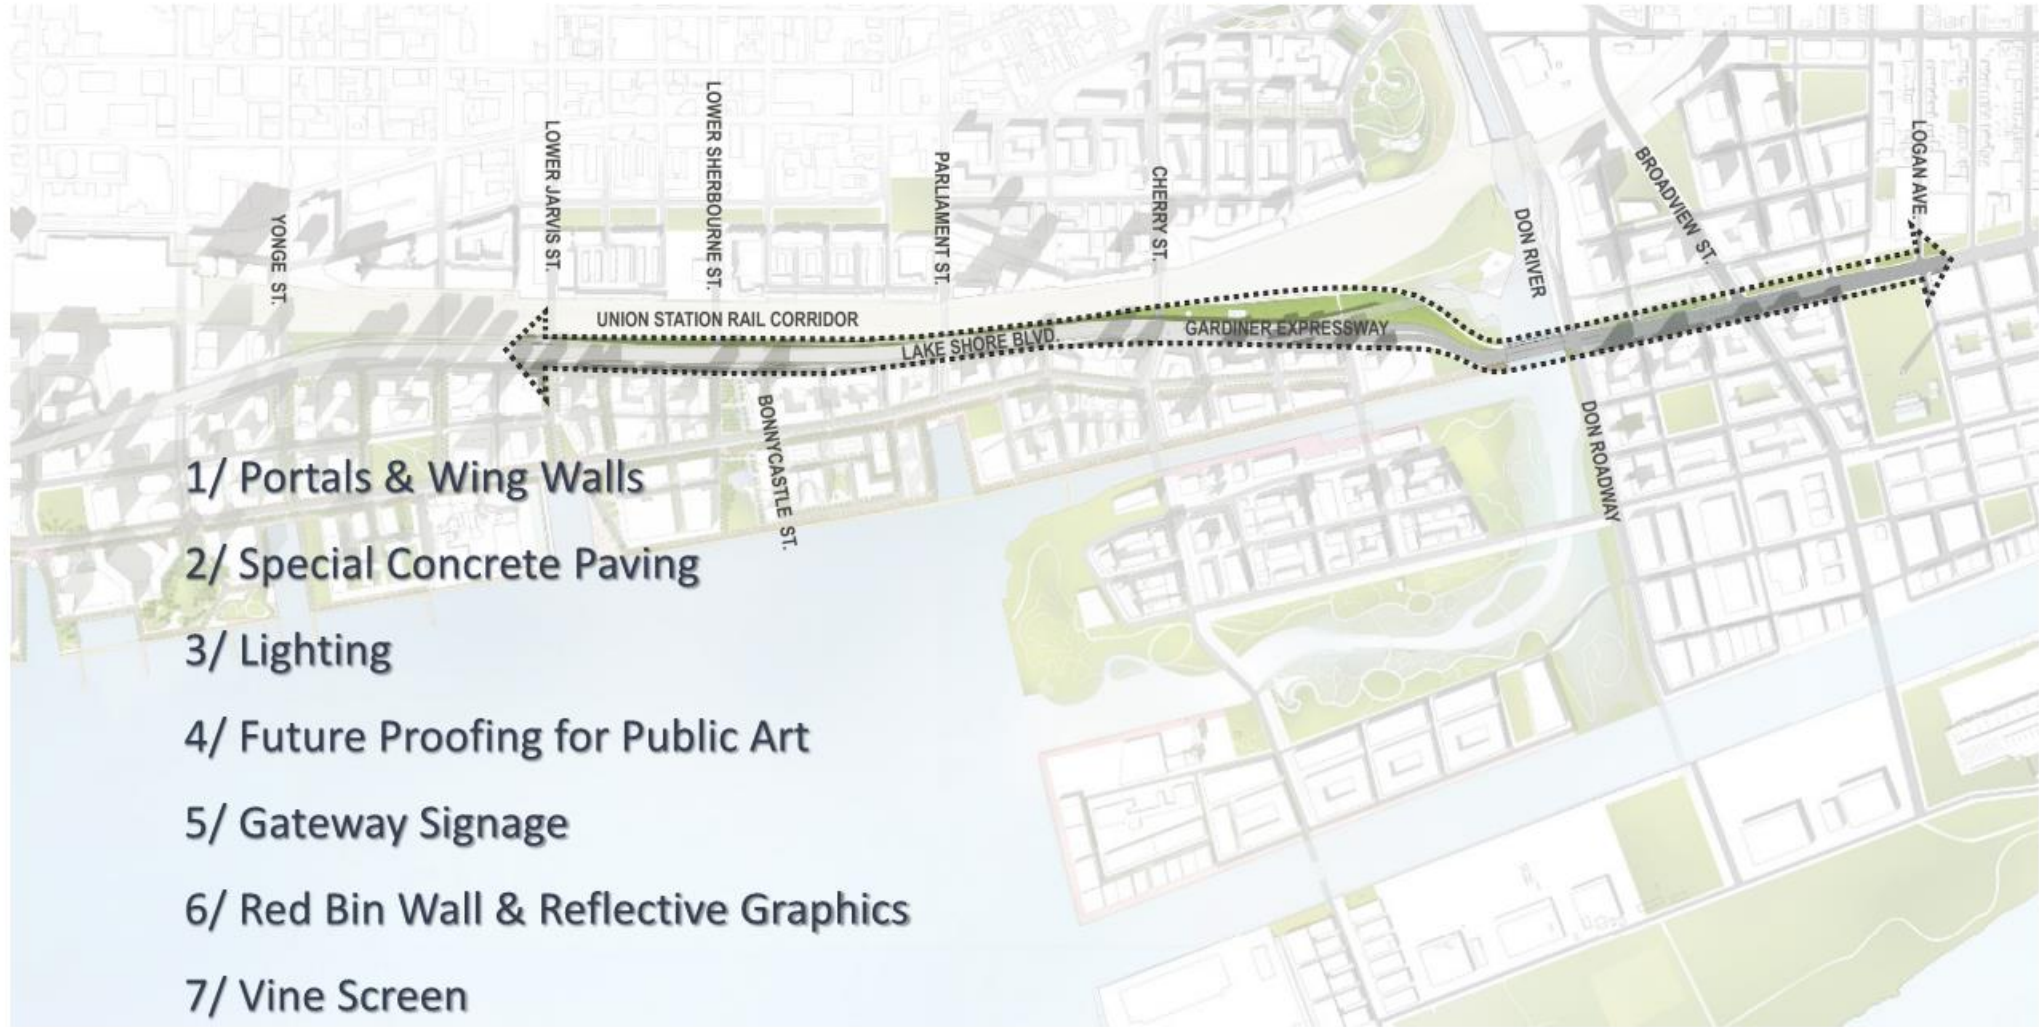 YONGE ST.
LOWER JARVIS ST.
LOWER SHERBOURNE ST.
PARLIAMENT ST.
CHERRY ST.
DON RIVER
BROADVIEW ST.
LOGAN AVE.
UNION STATION RAIL CORRIDOR
LAKE SHORE BLVD.
GARDINER EXPRESSWAY
BONNYCASTLE ST.
DON ROADWAY
1/ Portals & Wing Walls
2/ Special Concrete Paving
3/ Lighting
4/ Future Proofing for Public Art
5/ Gateway Signage
6/ Red Bin Wall & Reflective Graphics
7/ Vine Screen